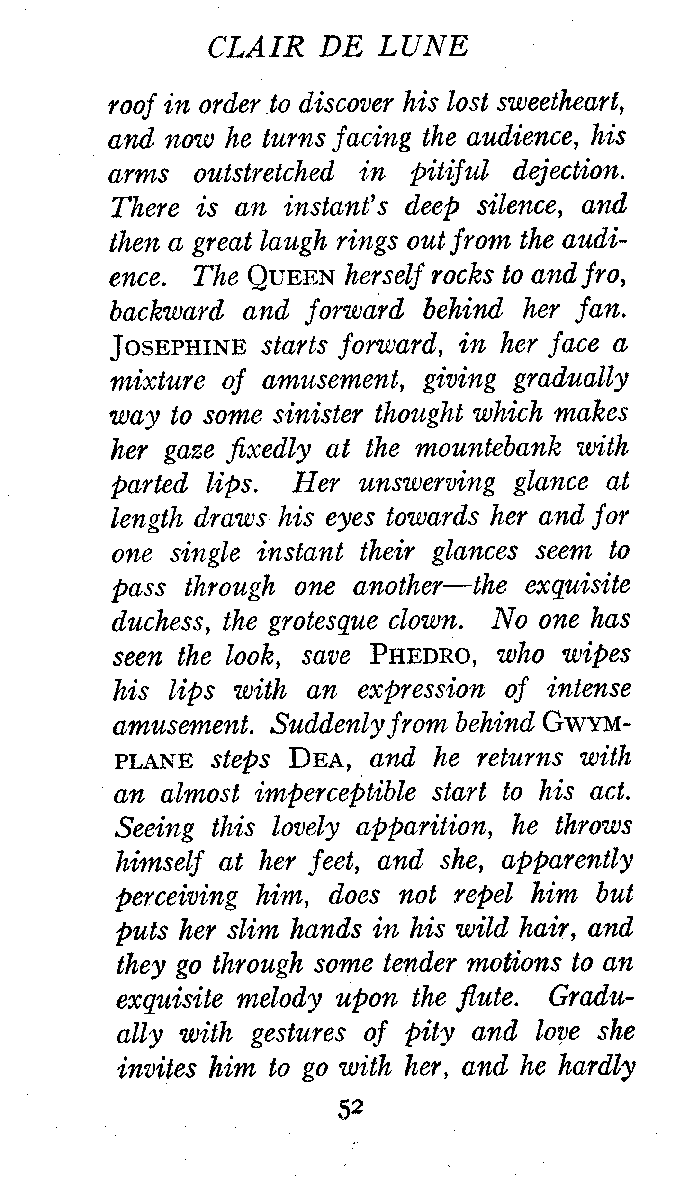 CLAIR DE LUNE
roof in order to discover his lost sweetheart,
and now he turns facing the audience, his
arms outstretched in pitiful dejection.
There is an instant's deep silence, and
then a great laugh rings out from the audi-
ence. The QUEEN herself rocks to and fro,
backward and forward behind her fan.
JOSEPHINE starts forward, in her face a
mixture of amusement, giving gradually
way to some sinister thought which makes
her gaze fixedly at the mountebank with
parted lips. Her unswerving glance at
length draws his eyes towards her and for
one single instant their glances seem to
pass through one another—the exquisite
duchess, the grotesque clown. No one has
seen the look, save PHEDRO, who wipes
his lips with an expression of intense
amusement. Suddenly from behind GWYM-
PLANE steps DEA, and he returns with
an almost imperceptible start to his act.
Seeing this lovely apparition, he throws
himself at her feet, and she, apparently
perceiving him, does not repel him but
puts her slim hands in his wild hair, and
they go through some tender motions to an
exquisite melody upon the flute. Gradu-
ally with gestures of pity and love she
invites him to go with her, and he hardly
52